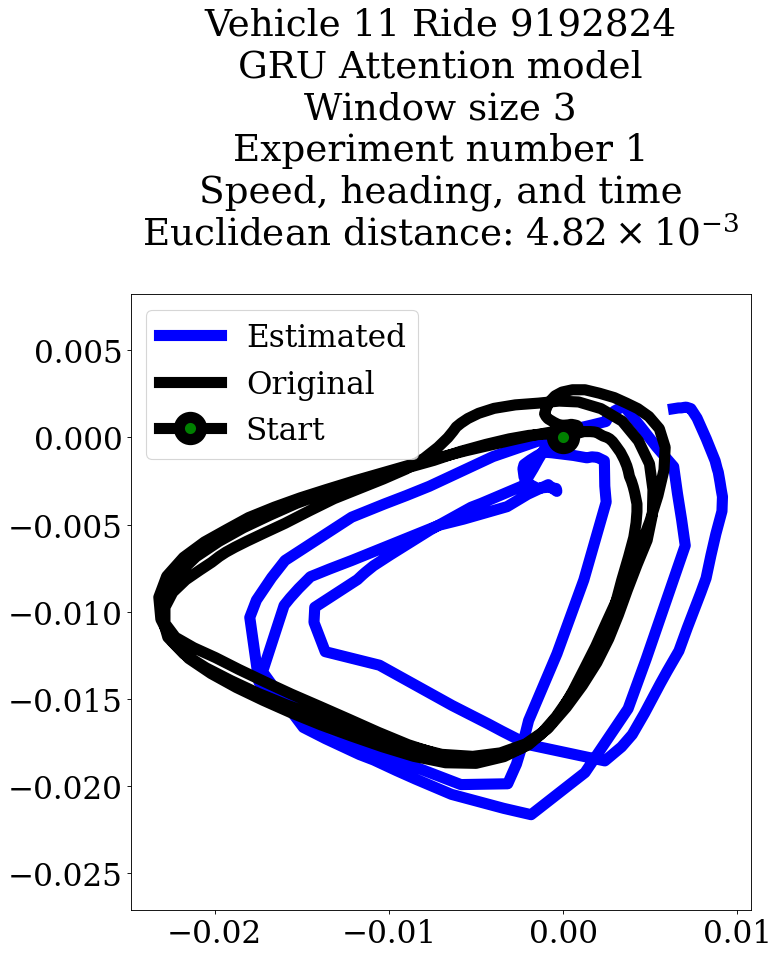 Vehicle 11 Ride 9192824
GRU Attention model
Window size 3
Experiment number 1
Speed, heading, and time
Euclidean distance: 4.82 × 10⁻³
Estimated
Original
Start
0.005
0.000
−0.005
−0.010
−0.015
−0.020
−0.025
−0.02 −0.01 0.00 0.01